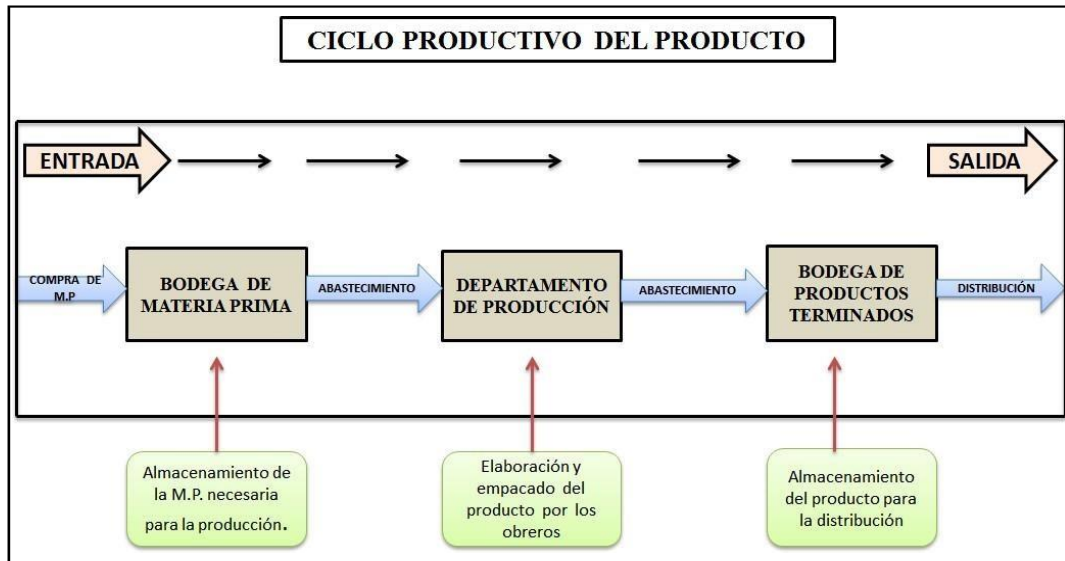 CICLO PRODUCTIVO DEL PRODUCTO
ENTRADA
SALIDA
COMPRA DE
M.P
BODEGA DE
MATERIA PRIMA
ABASTECIMIENTO
DEPARTAMENTO
DE PRODUCCIÓN
ABASTECIMIENTO
BODEGA DE
PRODUCTOS
TERMINADOS
DISTRIBUCIÓN
Almacenamiento de
la M.P. necesaria
para la producción.
Elaboración y
empacado del
producto por los
obreros
Almacenamiento
del producto para
la distribución